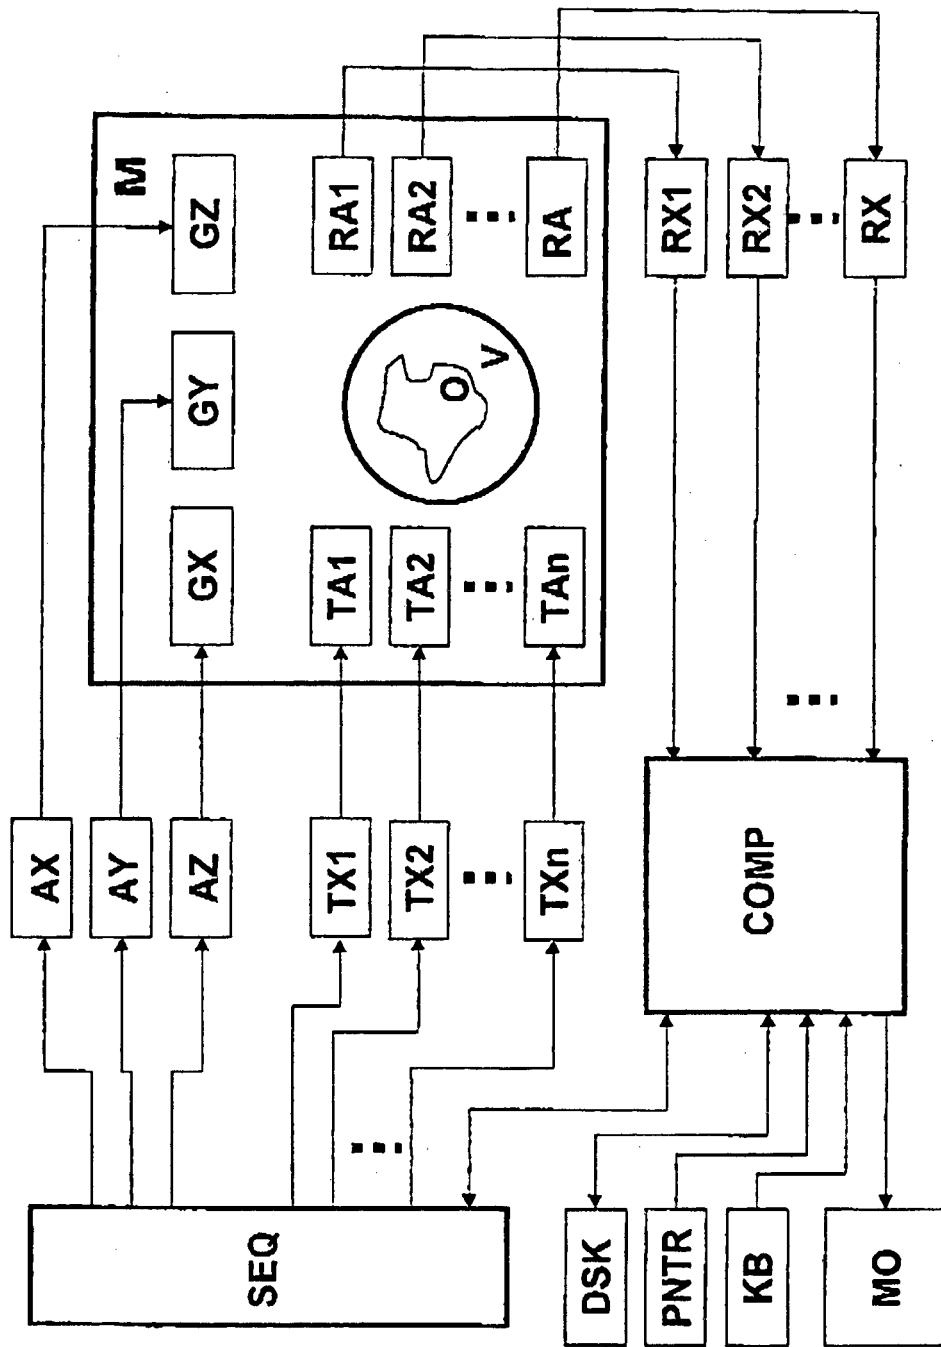 SEQ
DSK
PNTR
KB
MO
AX
AY
AZ
TX1
TX2
TXn
COMP
M
GX
GY
GZ
TA1
TA2
TAn
O
V
RA1
RA2
RA
RX1
RX2
RX